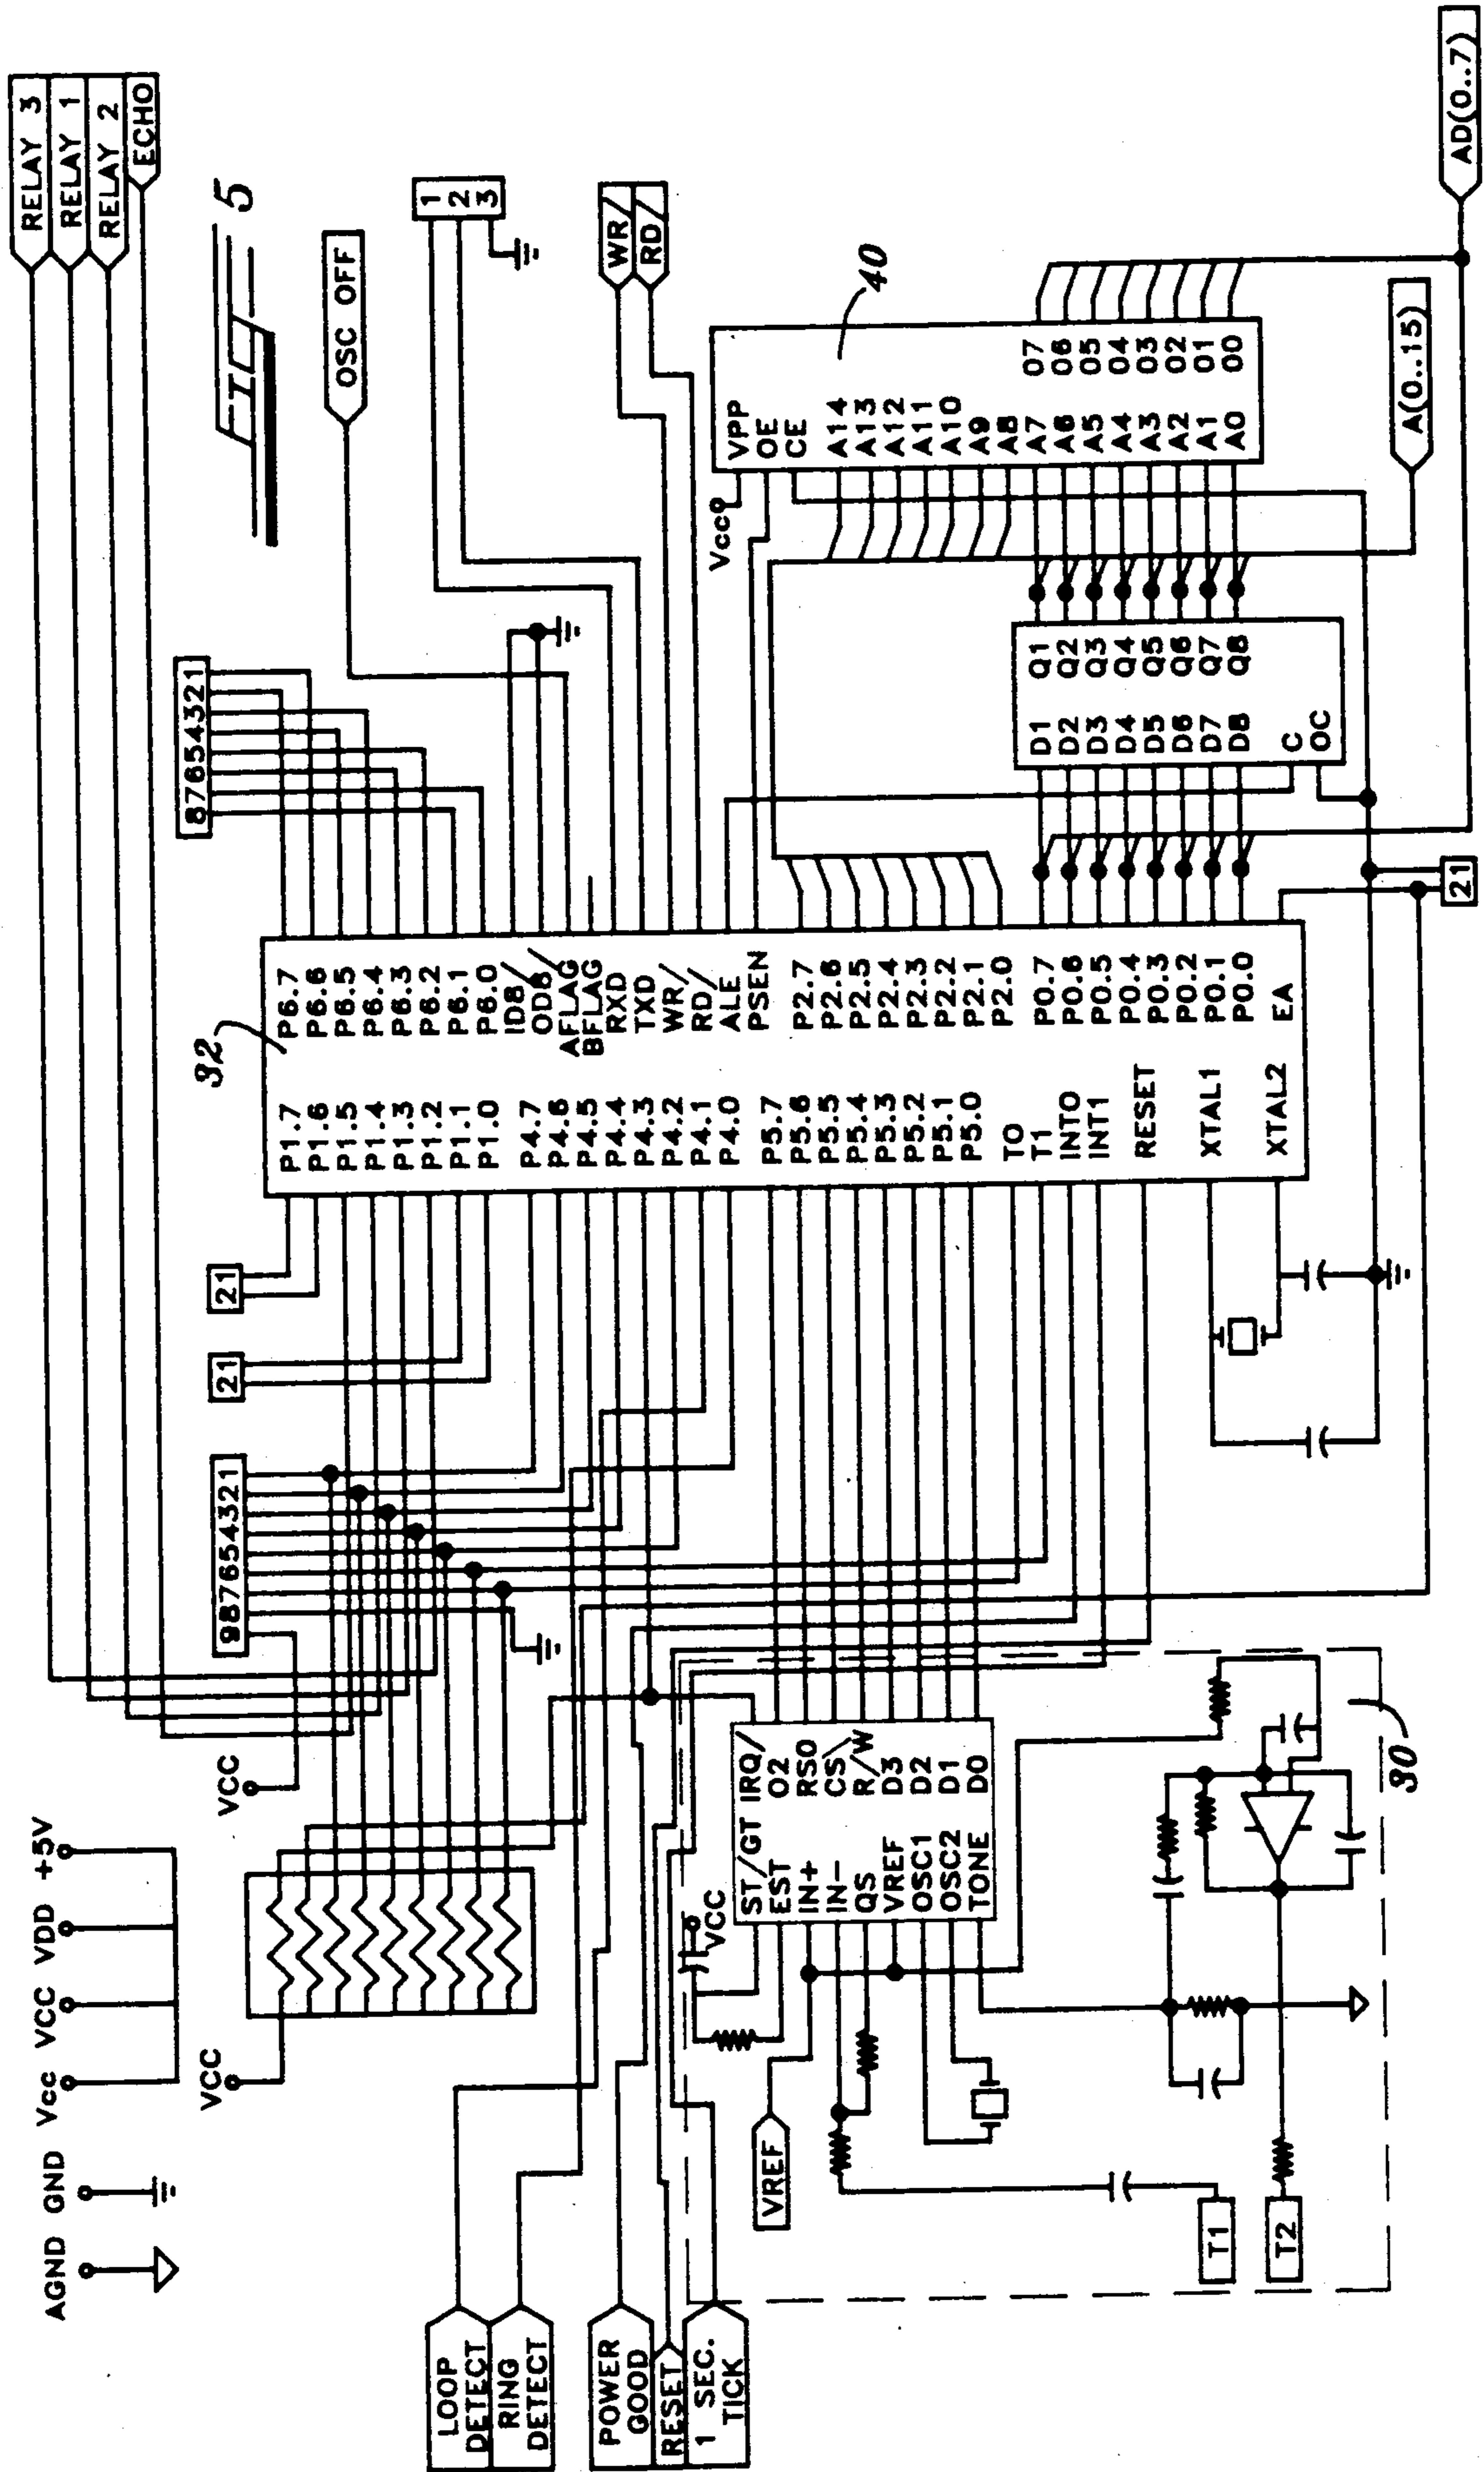 AGND
GND
Vcc
VCC
VDD
+5V
RELAY 3
RELAY 1
RELAY 2
ECHO
FIG. 5
OSC OFF
1
2
3
WR/
RD/
VCC
VCC
987654321
21
21
87654321
32
P1.7
P1.6
P1.5
P1.4
P1.3
P1.2
P1.1
P1.0
P4.7
P4.6
P4.5
P4.4
P4.3
P4.2
P4.1
P4.0
P5.7
P5.6
P5.5
P5.4
P5.3
P5.2
P5.1
P5.0
TO
T1
INTO
INT1
RESET
XTAL1
XTAL2
P6.7
P6.6
P6.5
P6.4
P6.3
P6.2
P6.1
P6.0
IDB/
ODB/
AFLAG
BFLAG
RXD
TXD
WR/
RD/
ALE
PSEN
P2.7
P2.6
P2.5
P2.4
P2.3
P2.2
P2.1
P2.0
P0.7
P0.6
P0.5
P0.4
P0.3
P0.2
P0.1
P0.0
EA
21
D1
D2
D3
D4
D5
D6
D7
D8
C
OC
Q1
Q2
Q3
Q4
Q5
Q6
Q7
Q8
Vcc
40
VPP
OE
CE
A14
A13
A12
A11
A10
A9
A8
A7
A6
A5
A4
A3
A2
A1
A0
O7
O6
O5
O4
O3
O2
O1
O0
A(0..15)
AD(0..7)
LOOP
DETECT
RING
DETECT
POWER
GOOD
RESET
1 SEC.
TICK
VCC
ST/GT
EST
IN+
IN-
QS
VREF
OSC1
OSC2
TONE
IRQ/
O2
RSO
CS/
R/W
D3
D2
D1
D0
VREF
T1
T2
30